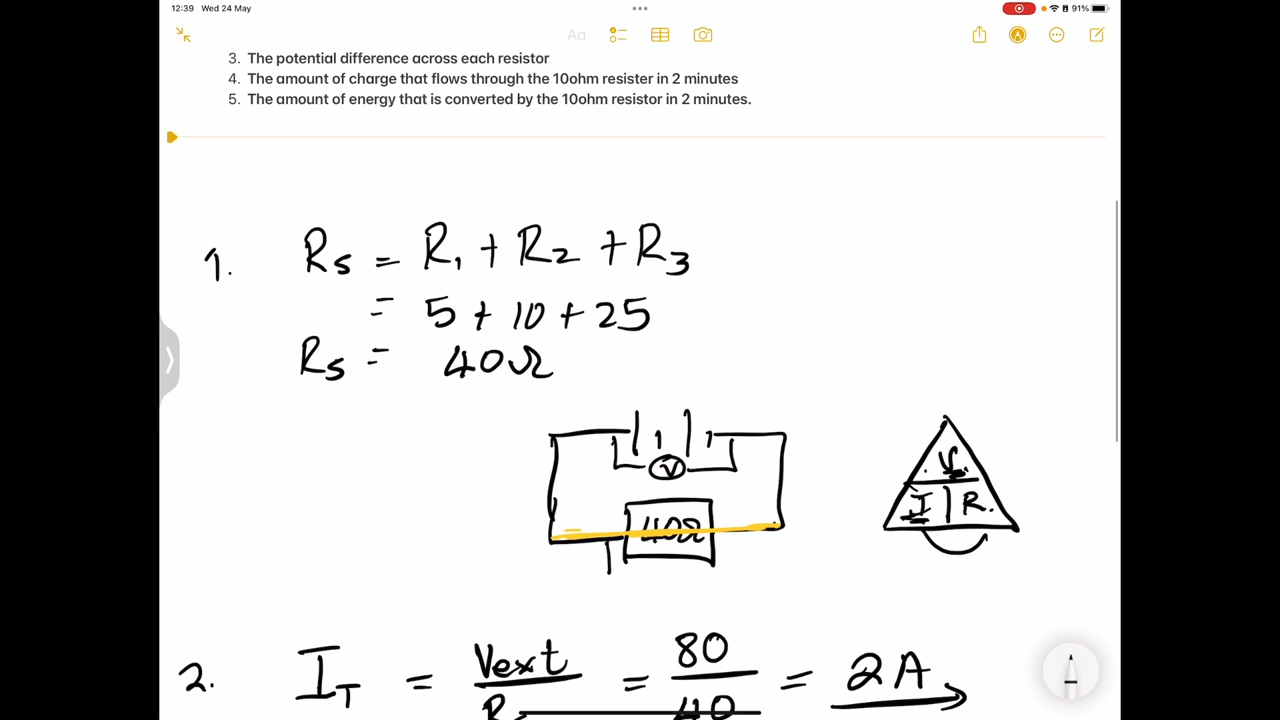 12:39 Wed 24 May
91%
Aa
3. The potential difference across each resistor
4. The amount of charge that flows through the 10ohm resister in 2 minutes
5. The amount of energy that is converted by the 10ohm resistor in 2 minutes.
1. Rs = R1 + R2 + R3
= 5 + 10 + 25
Rs = 40Ω
V
40Ω
V
I R
2. IT = Vext / R = 80 / 40 = 2A